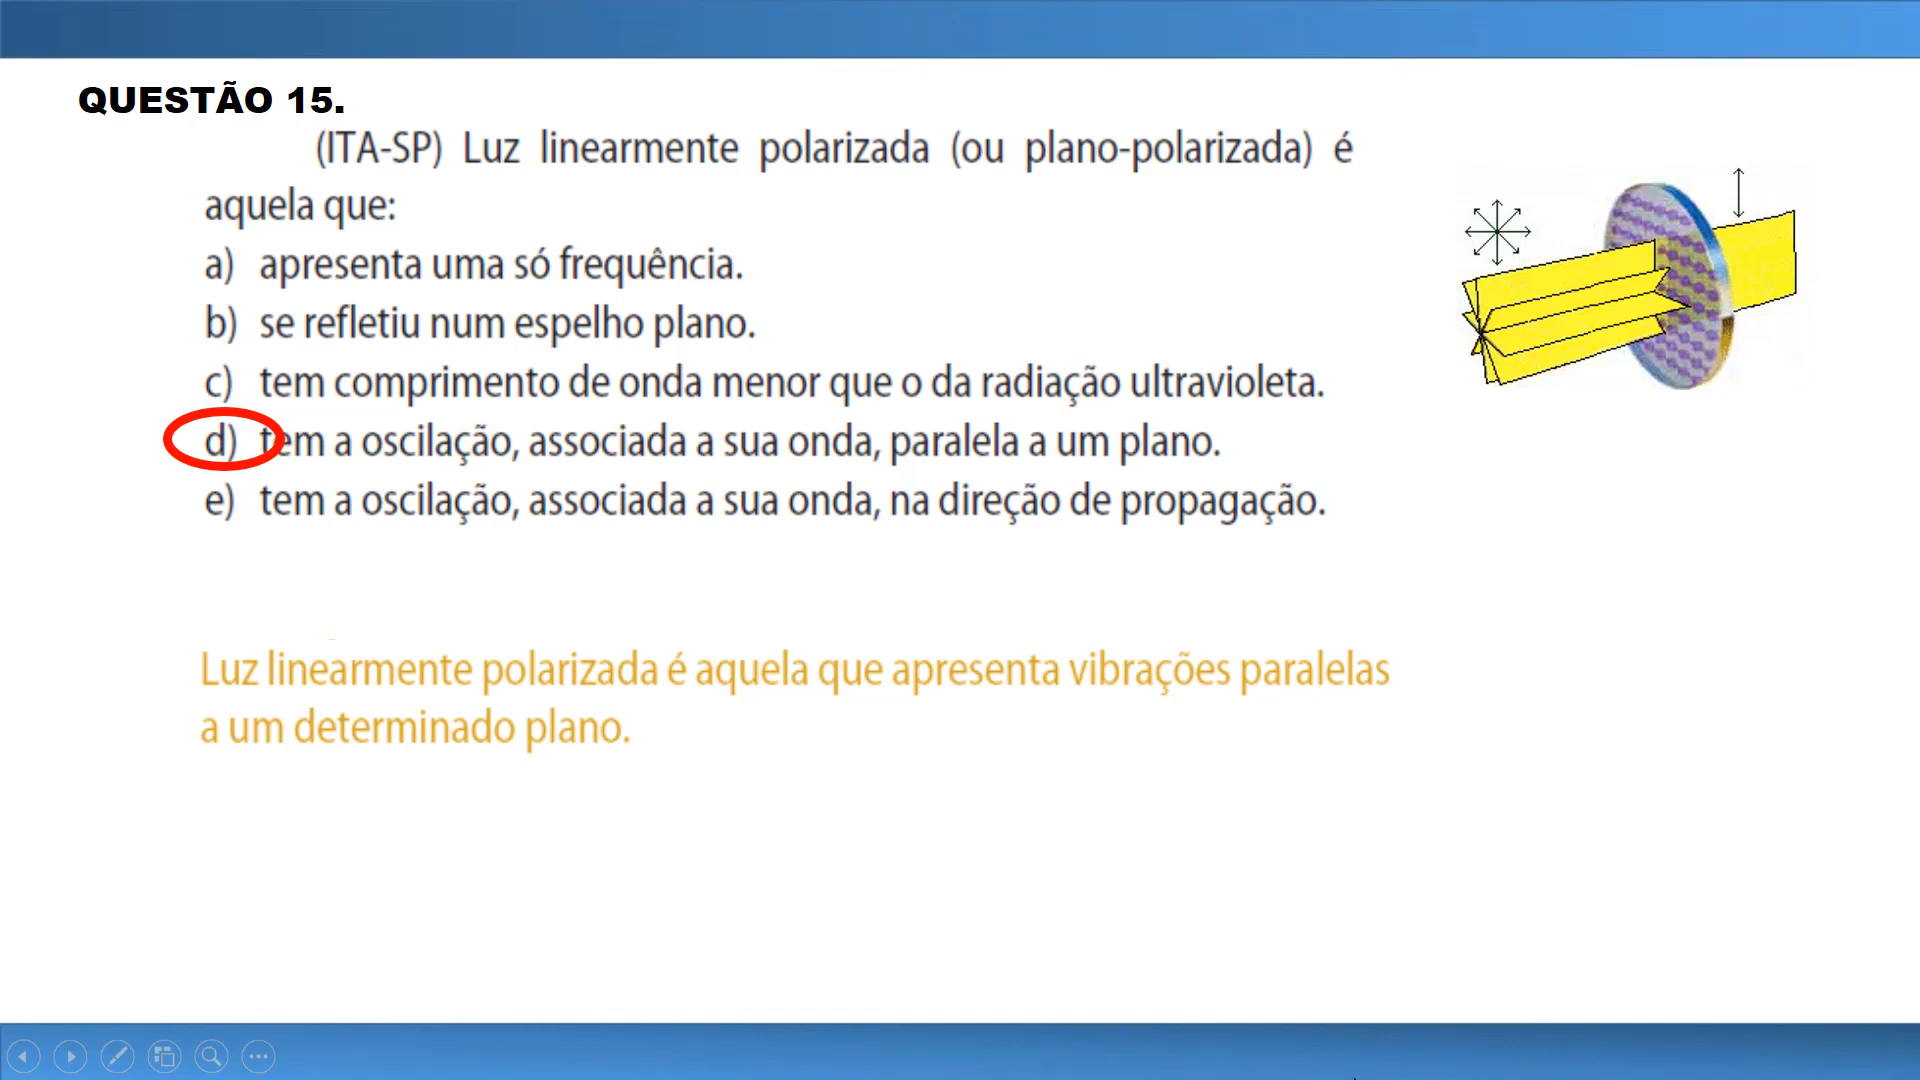 QUESTÃO 15.
(ITA-SP) Luz linearmente polarizada (ou plano-polarizada) é
aquela que:
a) apresenta uma só frequência.
b) se refletiu num espelho plano.
c) tem comprimento de onda menor que o da radiação ultravioleta.
d) tem a oscilação, associada a sua onda, paralela a um plano.
e) tem a oscilação, associada a sua onda, na direção de propagação.
Luz linearmente polarizada é aquela que apresenta vibrações paralelas
a um determinado plano.